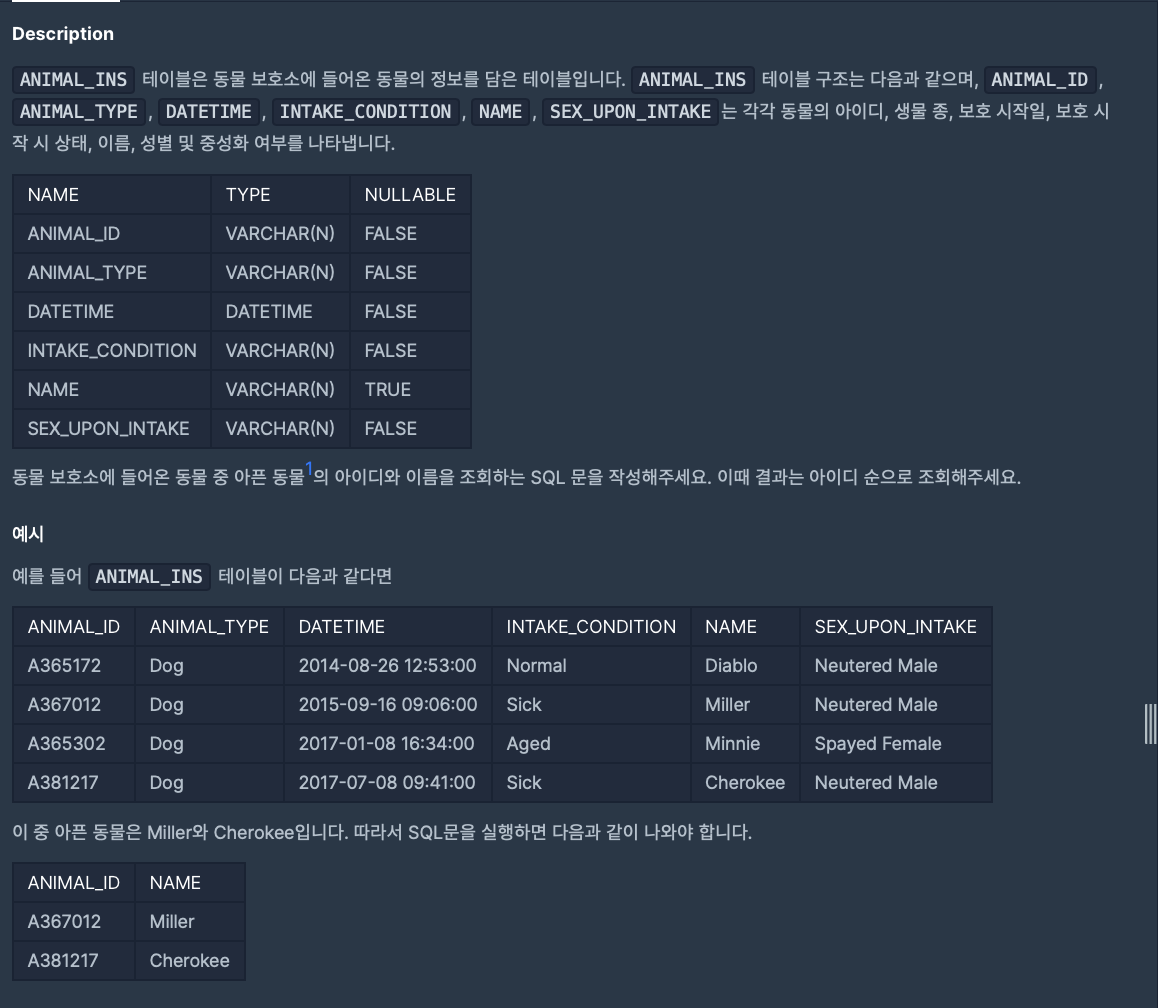 Description
ANIMAL_INS 테이블은 동물 보호소에 들어온 동물의 정보를 담은 테이블입니다. ANIMAL_INS 테이블 구조는 다음과 같으며, ANIMAL_ID ,
ANIMAL_TYPE , DATETIME , INTAKE_CONDITION , NAME , SEX_UPON_INTAKE 는 각각 동물의 아이디, 생물 종, 보호 시작일, 보호 시
작 시 상태, 이름, 성별 및 중성화 여부를 나타냅니다.
NAME TYPE NULLABLE
ANIMAL_ID VARCHAR(N) FALSE
ANIMAL_TYPE VARCHAR(N) FALSE
DATETIME DATETIME FALSE
INTAKE_CONDITION VARCHAR(N) FALSE
NAME VARCHAR(N) TRUE
SEX_UPON_INTAKE VARCHAR(N) FALSE
동물 보호소에 들어온 동물 중 아픈 동물1의 아이디와 이름을 조회하는 SQL 문을 작성해주세요. 이때 결과는 아이디 순으로 조회해주세요.
예시
예를 들어 ANIMAL_INS 테이블이 다음과 같다면
ANIMAL_ID ANIMAL_TYPE DATETIME INTAKE_CONDITION NAME SEX_UPON_INTAKE
A365172 Dog 2014-08-26 12:53:00 Normal Diablo Neutered Male
A367012 Dog 2015-09-16 09:06:00 Sick Miller Neutered Male
A365302 Dog 2017-01-08 16:34:00 Aged Minnie Spayed Female
A381217 Dog 2017-07-08 09:41:00 Sick Cherokee Neutered Male
이 중 아픈 동물은 Miller와 Cherokee입니다. 따라서 SQL문을 실행하면 다음과 같이 나와야 합니다.
ANIMAL_ID NAME
A367012 Miller
A381217 Cherokee